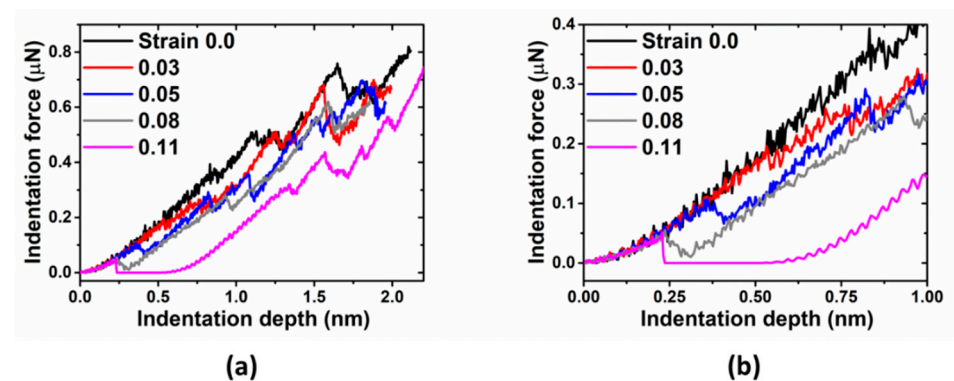 Strain 0.0
0.03
0.05
0.08
0.11
0.8
0.6
0.4
0.2
0.0
Indentation force (μN)
0.0 0.5 1.0 1.5 2.0
Indentation depth (nm)
(a)
Strain 0.0
0.03
0.05
0.08
0.11
0.4
0.3
0.2
0.1
0.0
Indentation force (μN)
0.00 0.25 0.50 0.75 1.00
Indentation depth (nm)
(b)